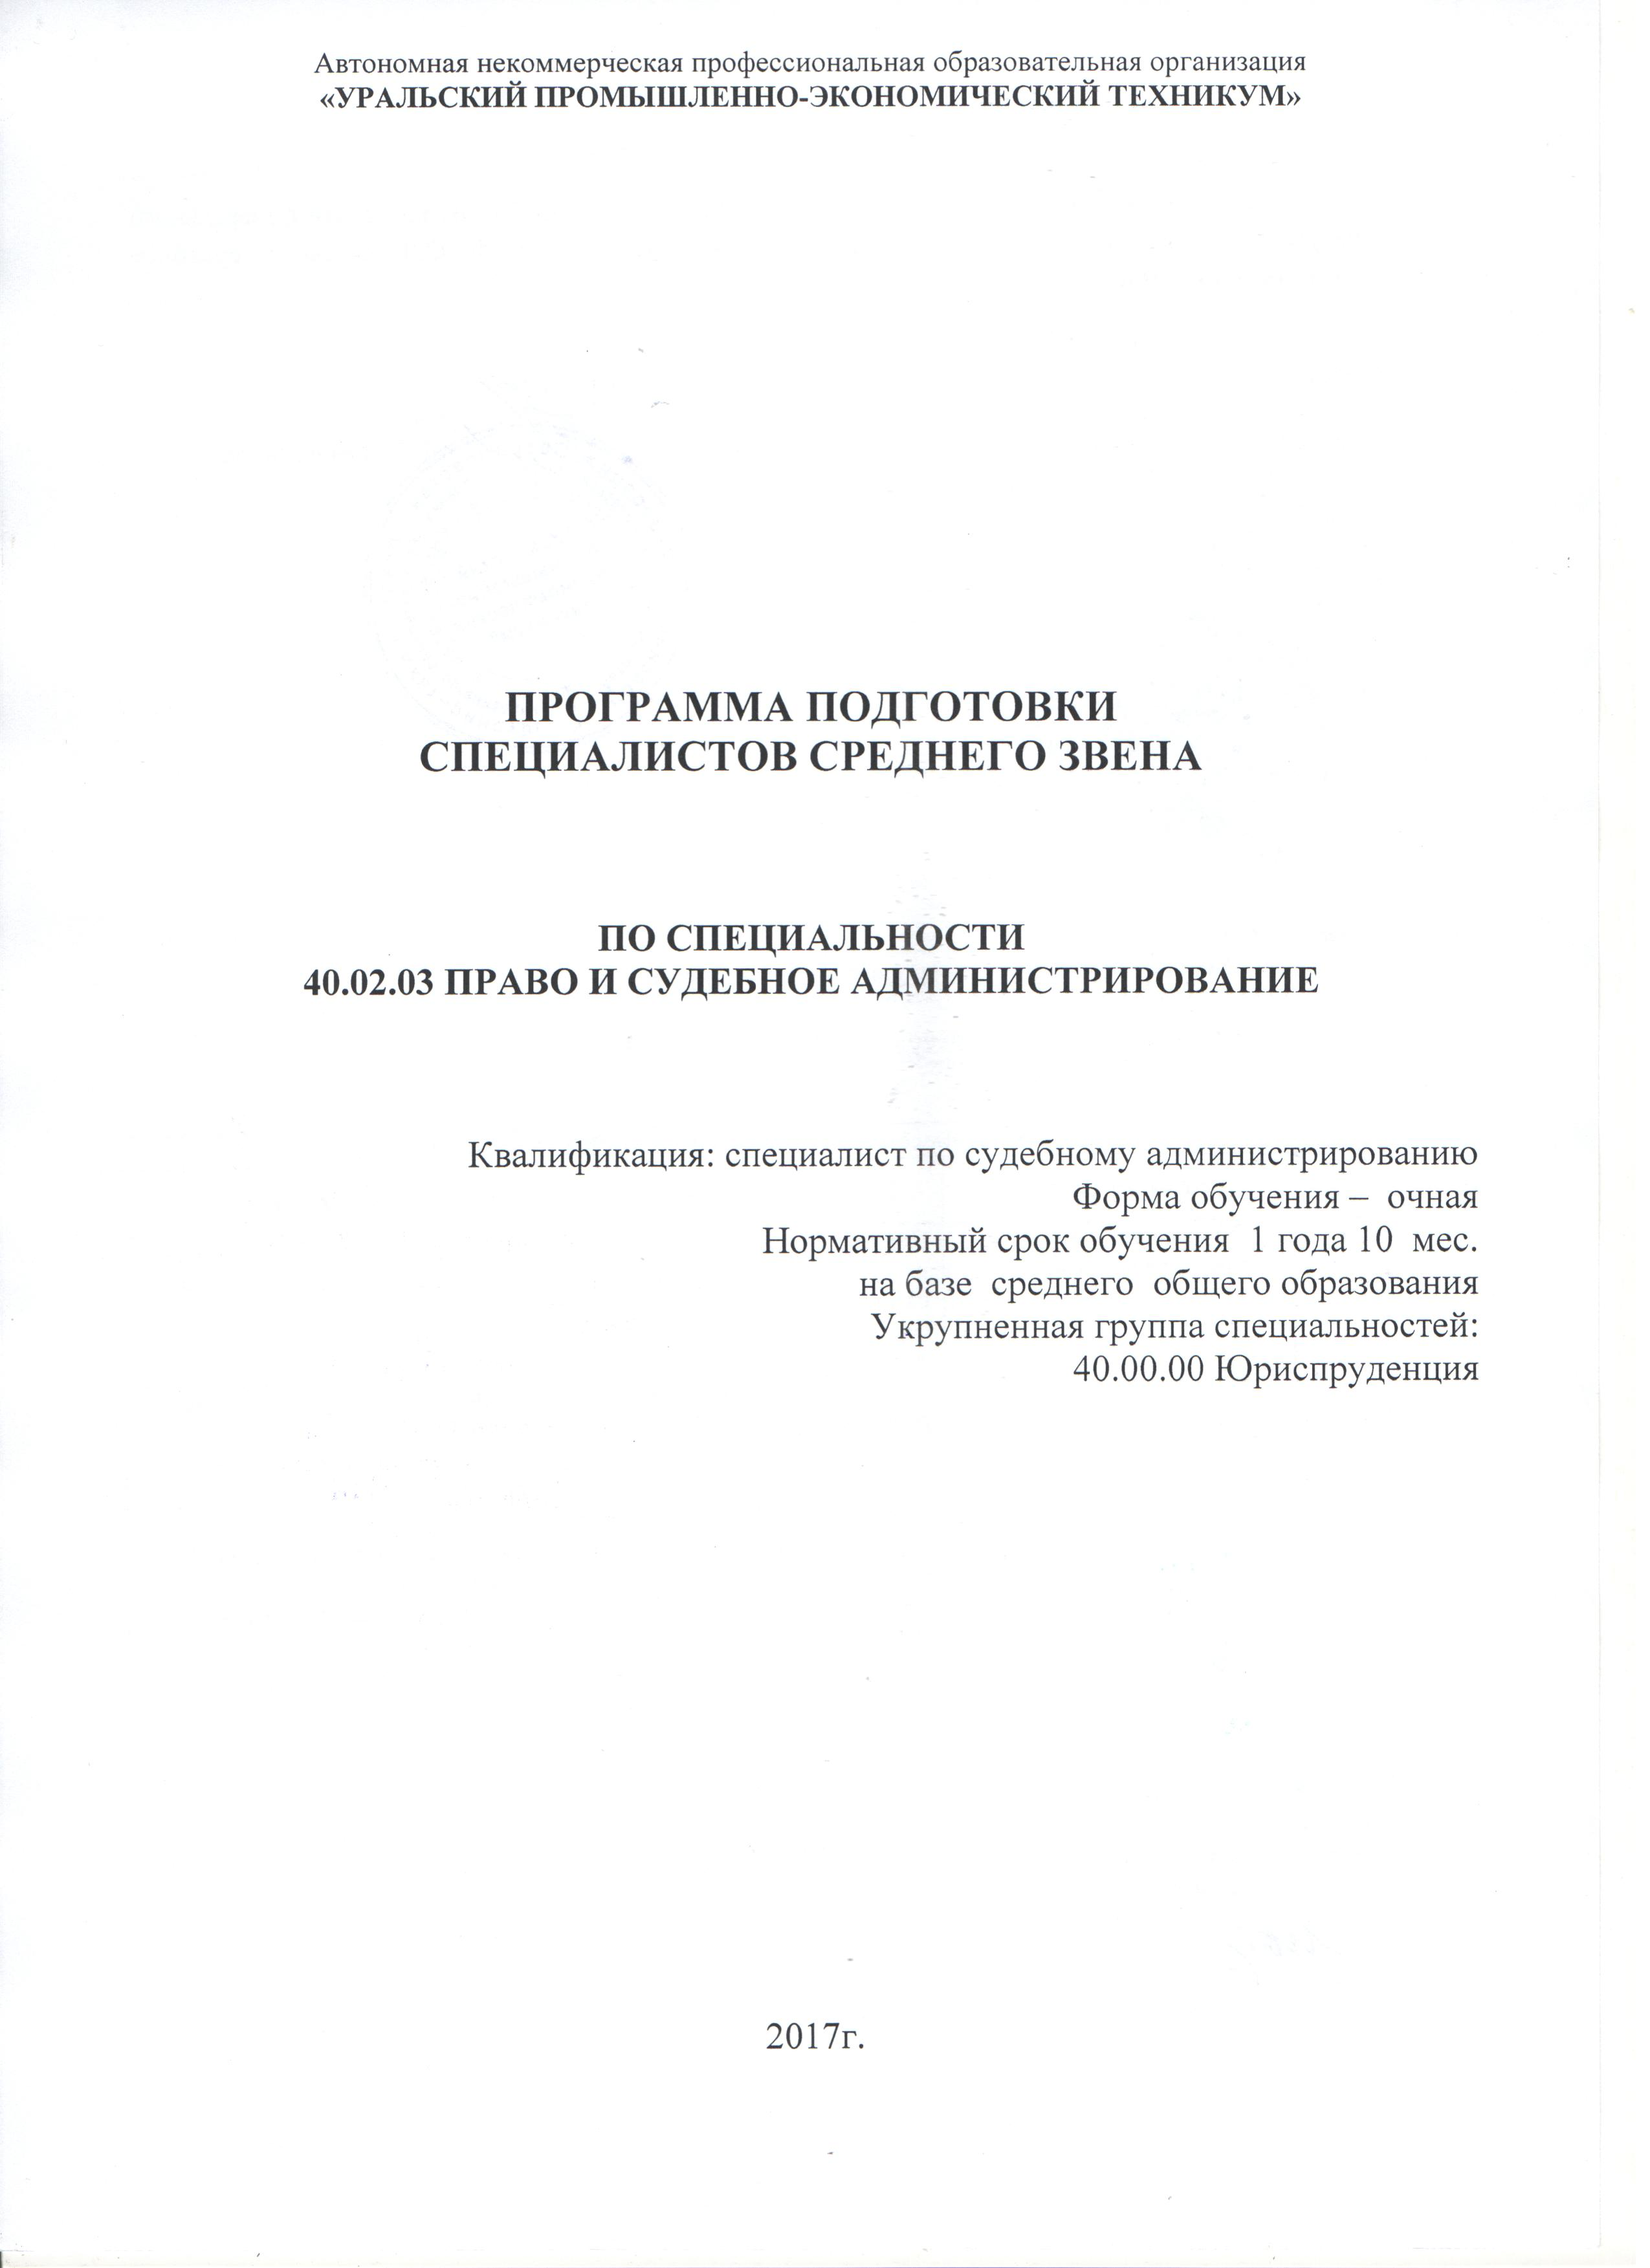 Автономная некоммерческая профессиональная образовательная организация
«УРАЛЬСКИЙ ПРОМЫШЛЕННО-ЭКОНОМИЧЕСКИЙ ТЕХНИКУМ»
ПРОГРАММА ПОДГОТОВКИ
СПЕЦИАЛИСТОВ СРЕДНЕГО ЗВЕНА
ПО СПЕЦИАЛЬНОСТИ
40.02.03 ПРАВО И СУДЕБНОЕ АДМИНИСТРИРОВАНИЕ
Квалификация: специалист по судебному администрированию
Форма обучения – очная
Нормативный срок обучения 1 года 10 мес.
на базе среднего общего образования
Укрупненная группа специальностей:
40.00.00 Юриспруденция
2017г.